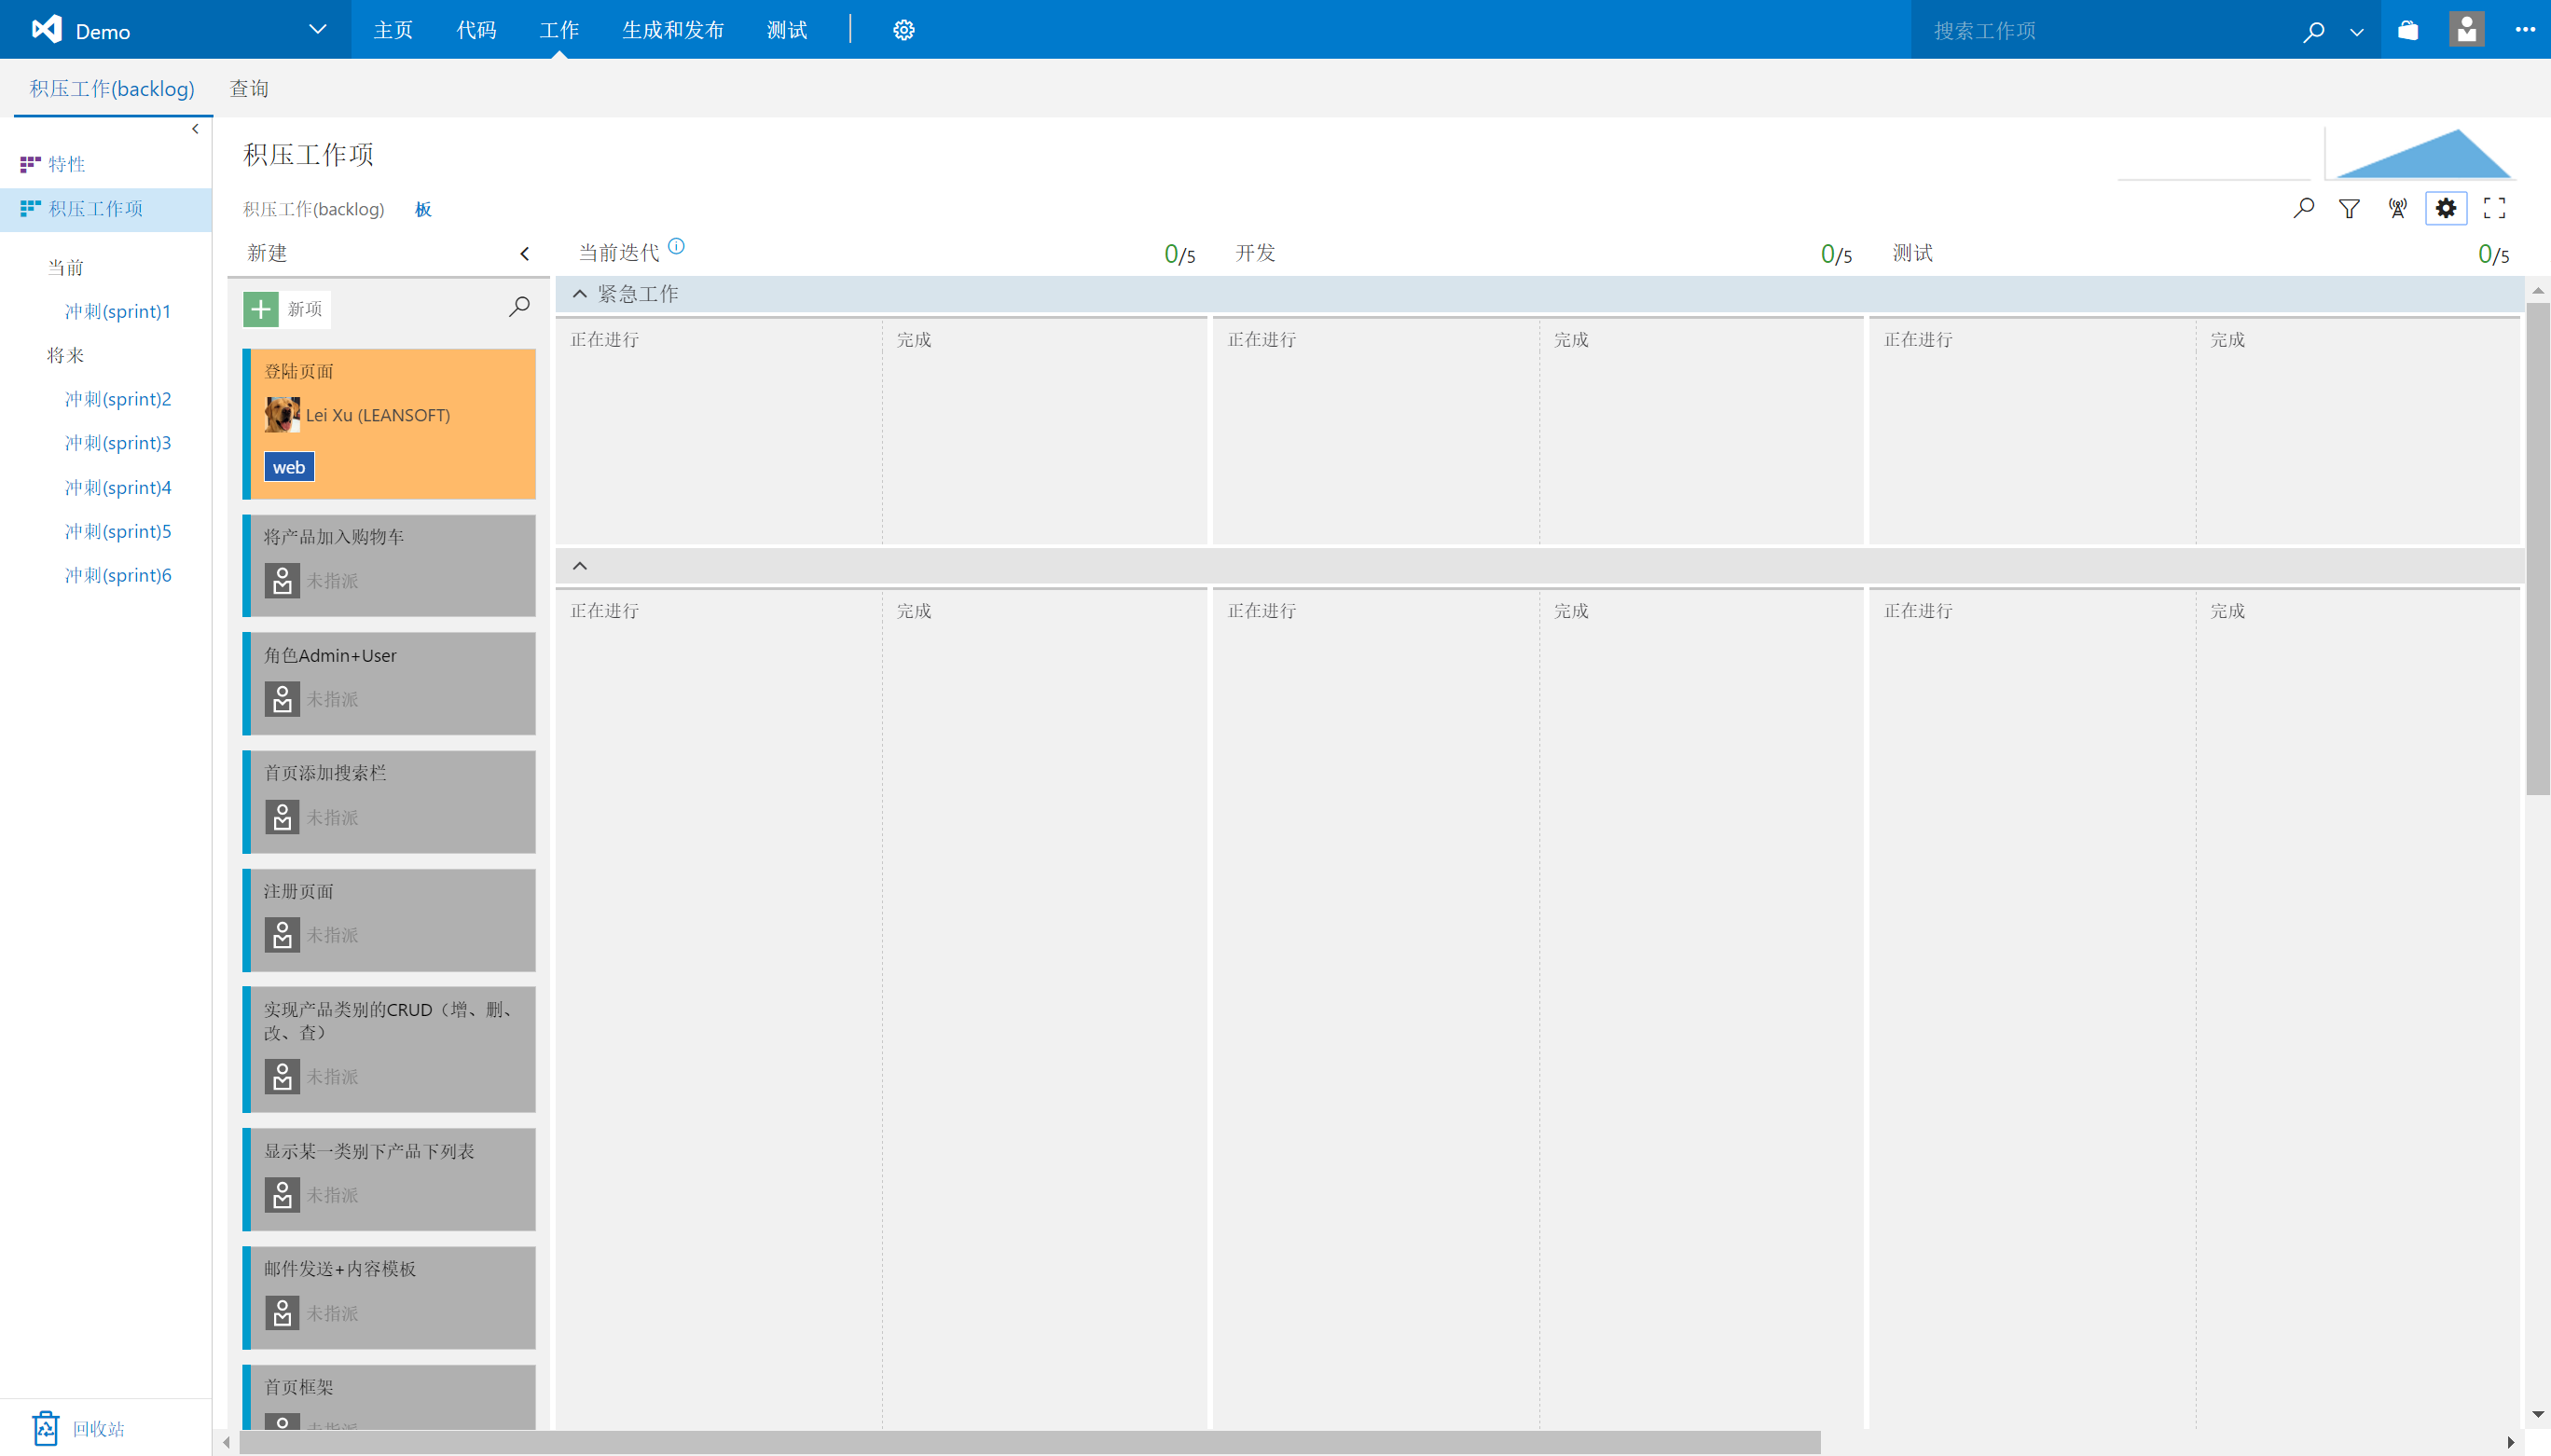 Demo
主页 代码 工作 生成和发布 测试
搜索工作项
积压工作(backlog) 查询
特性
积压工作项
当前
冲刺(sprint)1
将来
冲刺(sprint)2
冲刺(sprint)3
冲刺(sprint)4
冲刺(sprint)5
冲刺(sprint)6
回收站
积压工作项
积压工作(backlog) 板
新建 当前迭代 0/5 开发 0/5 测试 0/5
新项
登陆页面
Lei Xu (LEANSOFT)
web
将产品加入购物车
未指派
角色Admin+User
未指派
首页添加搜索栏
未指派
注册页面
未指派
实现产品类别的CRUD（增、删、
改、查）
未指派
显示某一类别下产品下列表
未指派
邮件发送+内容模板
未指派
首页框架
未指派
紧急工作
正在进行 完成 正在进行 完成 正在进行 完成
正在进行 完成 正在进行 完成 正在进行 完成